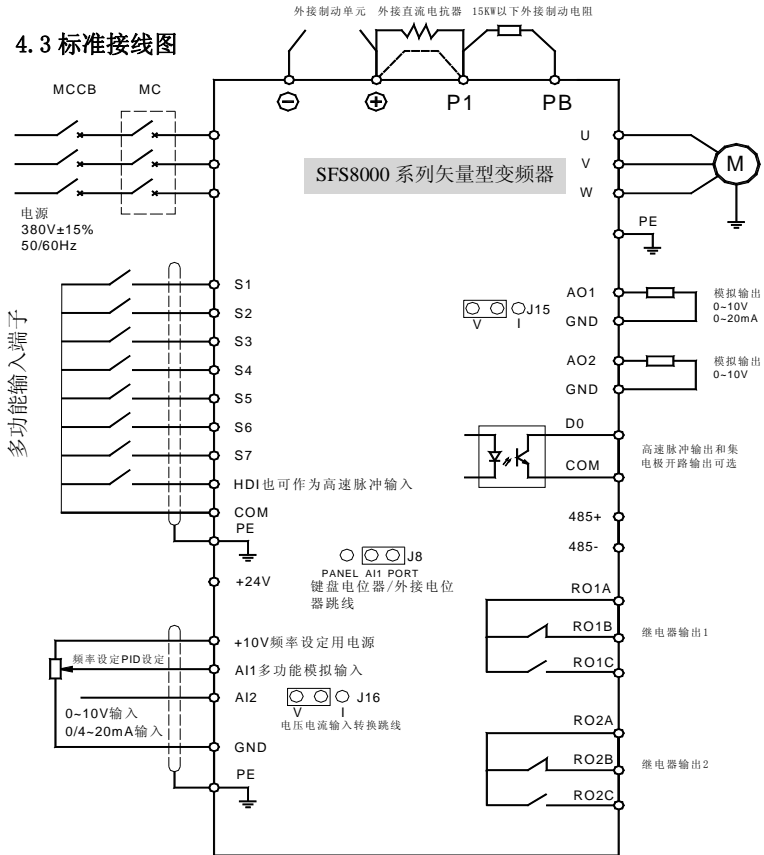 外接制动单元 外接直流电抗器 15KW以下外接制动电阻
4.3 标准接线图
MCCB MC
⊖ ⊕ P1 PB
U
V
W
M
SFS8000 系列矢量型变频器
电源
380V±15%
50/60Hz
PE
多功能输入端子
S1
S2
S3
S4
S5
S6
S7
HDI也可作为高速脉冲输入
COM
PE
+24V
J15
V I
AO1
GND
模拟输出
0~10V
0~20mA
AO2
GND
模拟输出
0~10V
D0
COM
高速脉冲输出和集
电极开路输出可选
485+
485-
J8
PANEL AI1 PORT
键盘电位器/外接电位
器跳线
RO1A
RO1B
RO1C
继电器输出1
+10V频率设定用电源
频率设定PID设定
AI1多功能模拟输入
AI2
J16
V I
电压电流输入转换跳线
0~10V输入
0/4~20mA输入
GND
PE
RO2A
RO2B
RO2C
继电器输出2